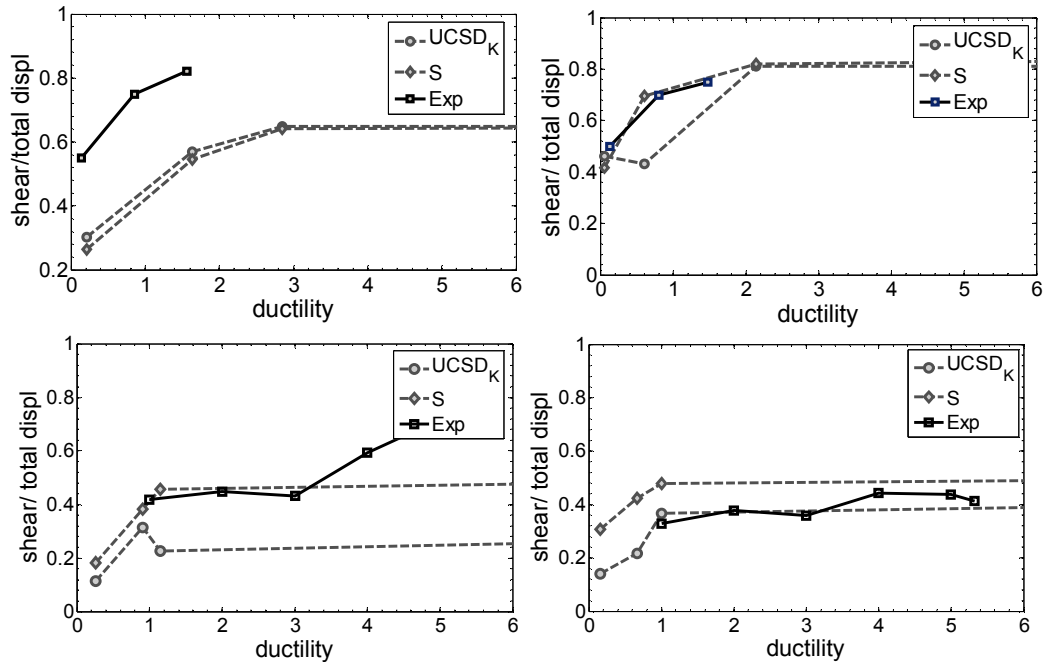 shear/total displ
1
0.8
0.6
0.4
0.2
0 1 2 3 4 5 6
ductility
UCSD_K
S
Exp
shear/ total displ
1
0.8
0.6
0.4
0.2
0
0 1 2 3 4 5 6
ductility
UCSD_K
S
Exp
shear/ total displ
1
0.8
0.6
0.4
0.2
0
0 1 2 3 4 5 6
ductility
UCSD_K
S
Exp
shear/ total displ
1
0.8
0.6
0.4
0.2
0
0 1 2 3 4 5 6
ductility
UCSD_K
S
Exp